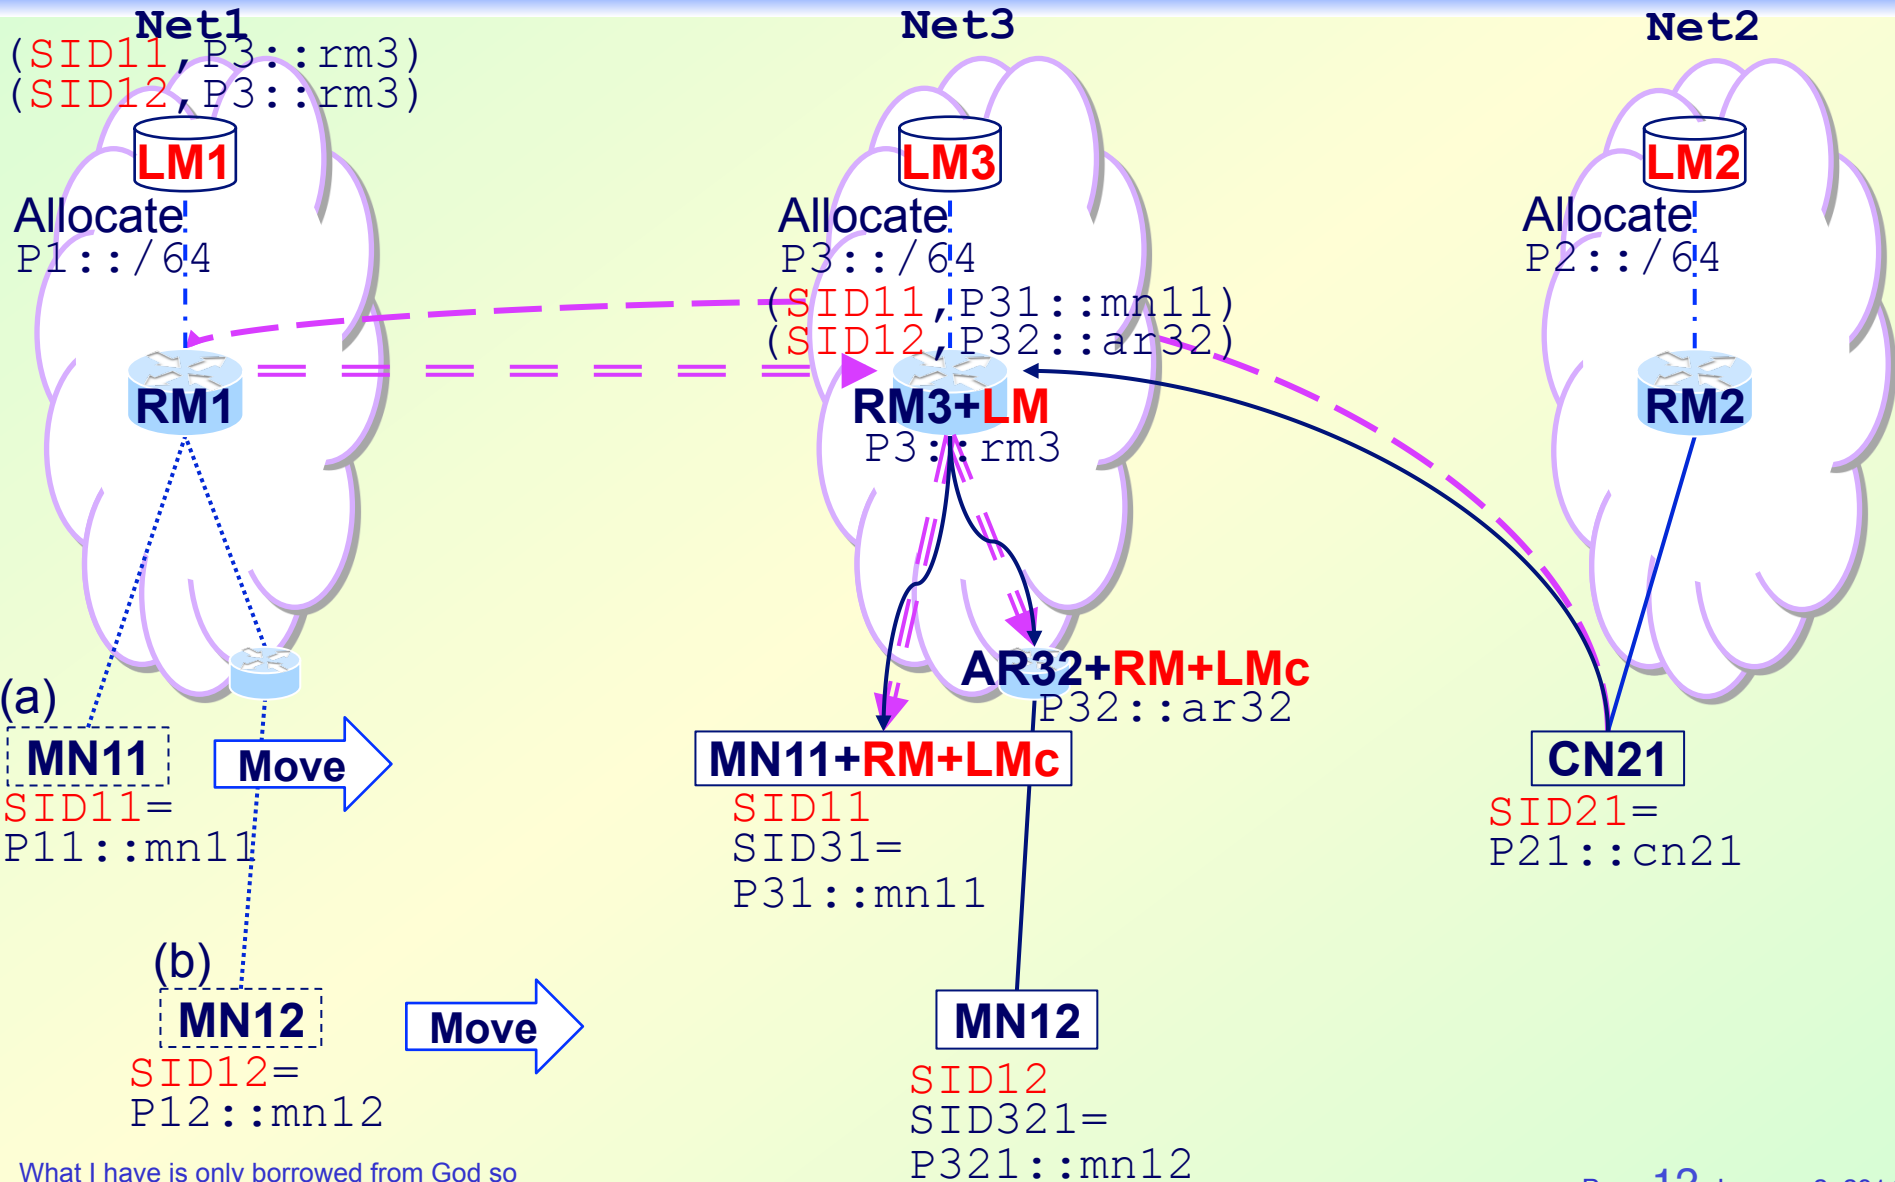 Net1
(SID11,P3::rm3)
(SID12,P3::rm3)
LM1
Allocate
P1::/64
RM1
(a)
MN11
SID11=
P11::mn11
Move
(b)
MN12
SID12=
P12::mn12
Move
Net3
LM3
Allocate
P3::/64
(SID11,P31::mn11)
(SID12,P32::ar32)
RM3+LM
P3::rm3
AR32+RM+LMc
P32::ar32
MN11+RM+LMc
SID11
SID31=
P31::mn11
MN12
SID12
SID321=
P321::mn12
Net2
LM2
Allocate
P2::/64
RM2
CN21
SID21=
P21::cn21
What I have is only borrowed from God so
12